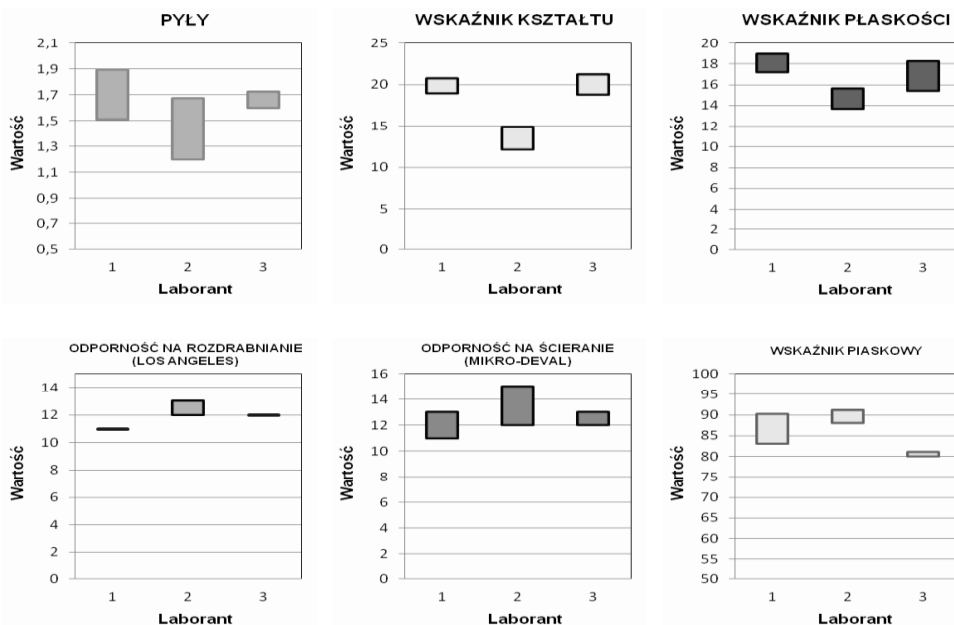 PYŁY
2,1
1,9
1,7
1,5
1,3
1,1
0,9
0,7
0,5
Wartość
1 2 3
Laborant
WSKAŹNIK KSZTAŁTU
25
20
15
10
5
0
Wartość
1 2 3
Laborant
WSKAŹNIK PŁASKOŚCI
20
18
16
14
12
10
8
6
4
2
0
Wartość
1 2 3
Laborant
ODPORNOŚĆ NA ROZDRABNIANIE
(LOS ANGELES)
14
12
10
8
6
4
2
0
Wartość
1 2 3
Laborant
ODPORNOŚĆ NA ŚCIERANIE
(MIKRO-DEVAL)
16
14
12
10
8
6
4
2
0
Wartość
1 2 3
Laborant
WSKAŹNIK PIASKOWY
100
95
90
85
80
75
70
65
60
55
50
Wartość
1 2 3
Laborant